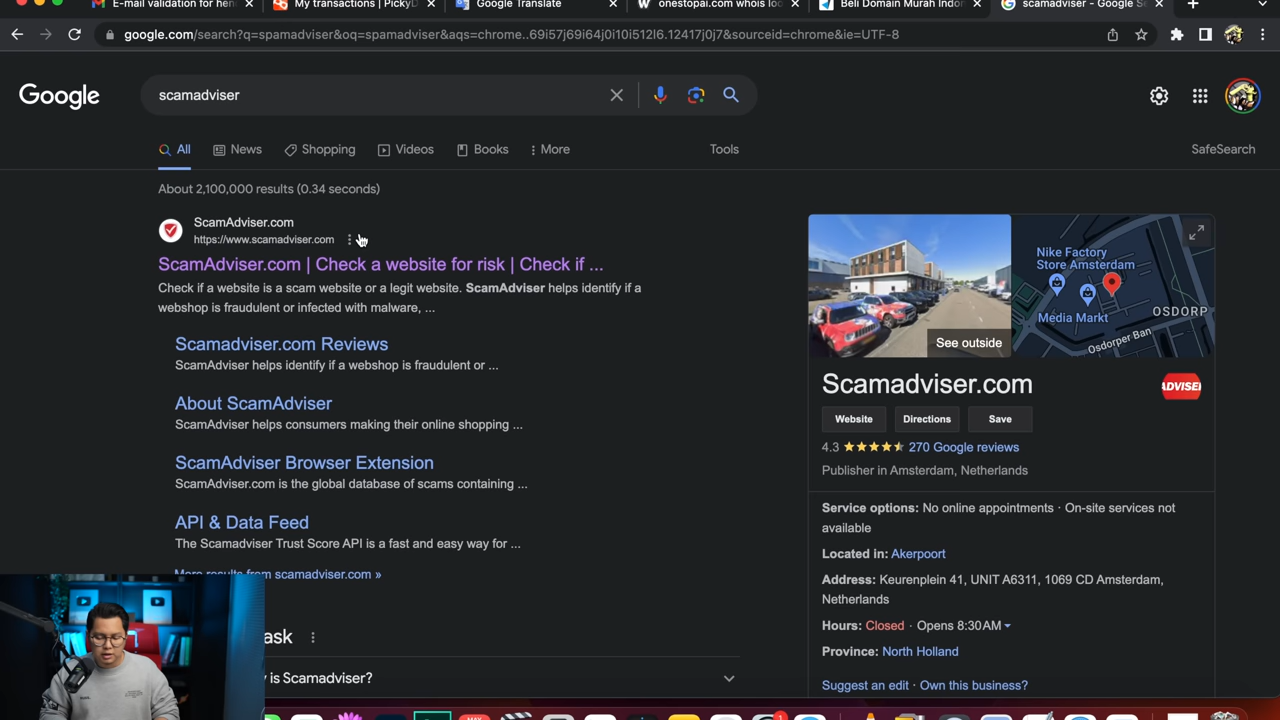 E-mail validation for hen
My transactions | PickyD
Google Translate
onestopai.com whois lo
Beli Domain Murah Indor
scamadviser - Google Se
google.com/search?q=spamadviser&oq=spamadviser&aqs=chrome..69i57j69i64j0i10i512l6.12417j0j7&sourceid=chrome&ie=UTF-8
Google
scamadviser
All
News
Shopping
Videos
Books
More
Tools
SafeSearch
About 2,100,000 results (0.34 seconds)
ScamAdviser.com
https://www.scamadviser.com
ScamAdviser.com | Check a website for risk | Check if ...
Check if a website is a scam website or a legit website. ScamAdviser helps identify if a
webshop is fraudulent or infected with malware, ...
Scamadviser.com Reviews
ScamAdviser helps identify if a webshop is fraudulent or ...
About ScamAdviser
ScamAdviser helps consumers making their online shopping ...
ScamAdviser Browser Extension
ScamAdviser.com is the global database of scams containing ...
API & Data Feed
The Scamadviser Trust Score API is a fast and easy way for ...
More results from scamadviser.com »
ask
y is Scamadviser?
See outside
Nike Factory
Store Amsterdam
Media Markt
OSDORP
Osdorper Ban
Scamadviser.com
ADVISER
Website
Directions
Save
4.3
270 Google reviews
Publisher in Amsterdam, Netherlands
Service options: No online appointments · On-site services not
available
Located in: Akerpoort
Address: Keurenplein 41, UNIT A6311, 1069 CD Amsterdam,
Netherlands
Hours: Closed · Opens 8:30AM
Province: North Holland
Suggest an edit · Own this business?